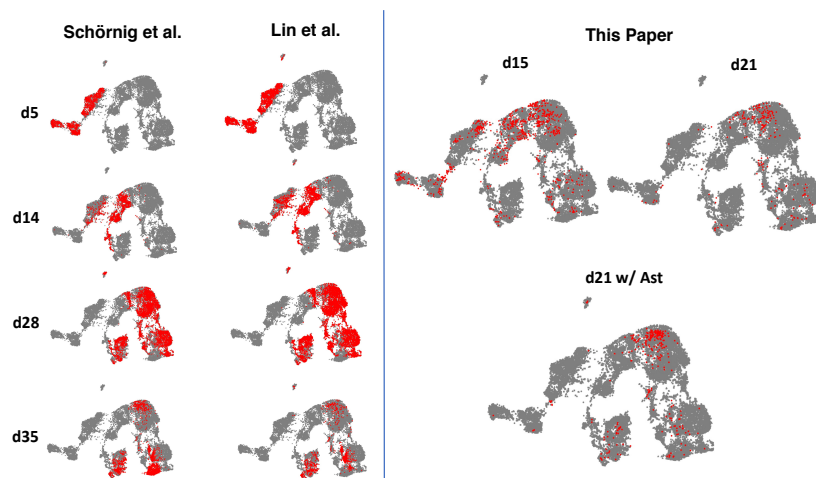 Schörnig et al.
Lin et al.
This Paper
d15
d21
d5
d14
d21 w/ Ast
d28
d35